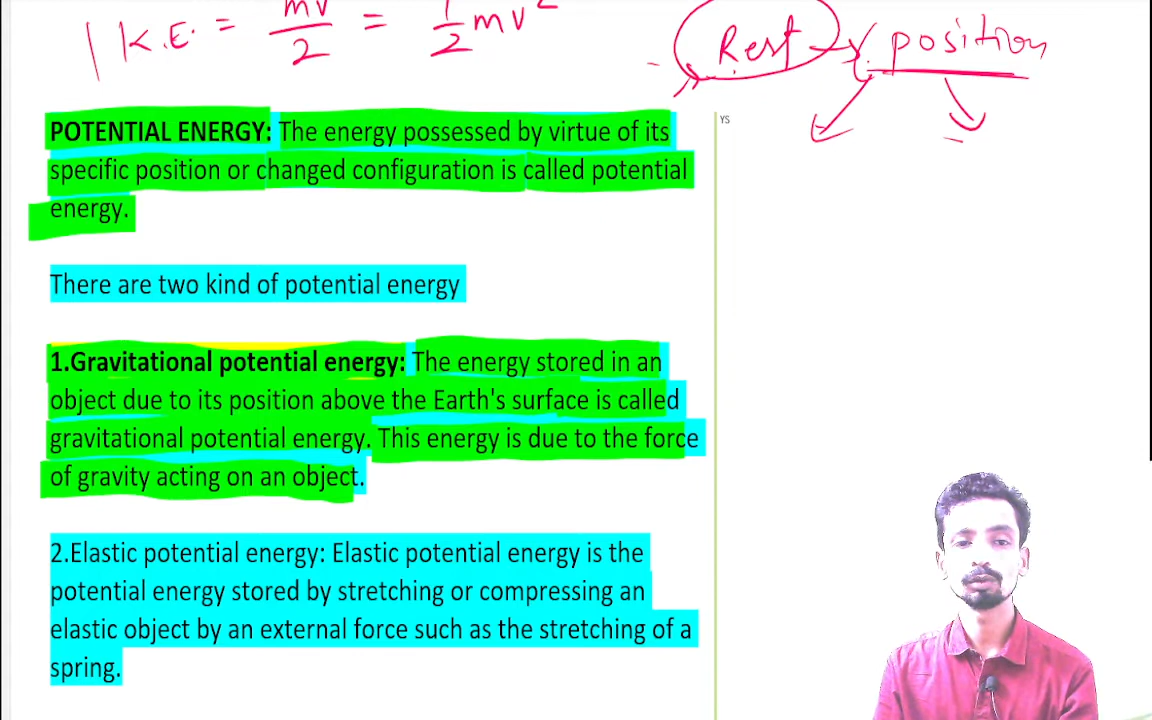 K.E. = mv/2 = 1/2 mv²
Rest position
POTENTIAL ENERGY: The energy possessed by virtue of its
specific position or changed configuration is called potential
energy.
YS
There are two kind of potential energy
1.Gravitational potential energy: The energy stored in an
object due to its position above the Earth's surface is called
gravitational potential energy. This energy is due to the force
of gravity acting on an object.
2.Elastic potential energy: Elastic potential energy is the
potential energy stored by stretching or compressing an
elastic object by an external force such as the stretching of a
spring.